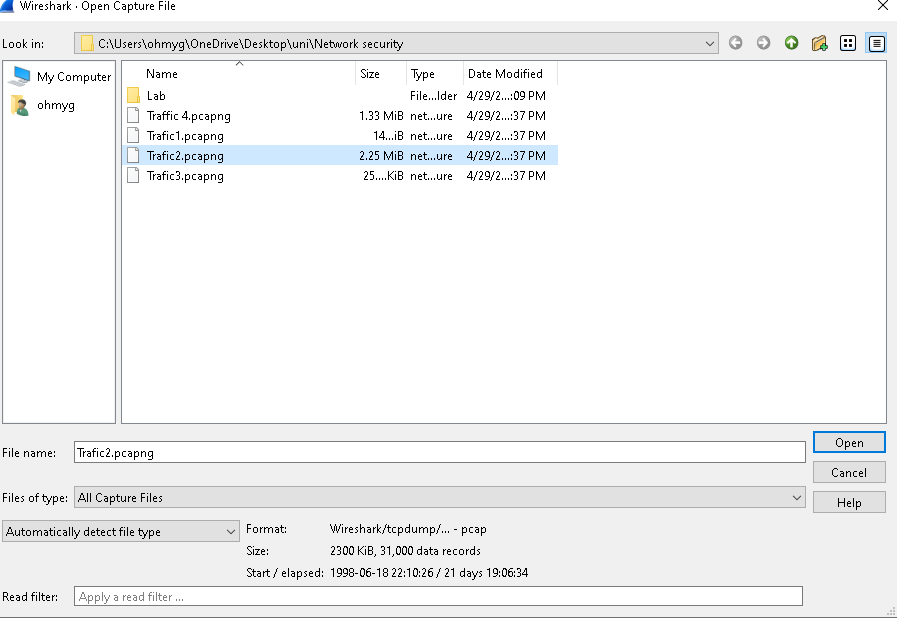 Wireshark · Open Capture File
Look in: C:\Users\ohmyg\OneDrive\Desktop\uni\Network security
My Computer
ohmyg
Name Size Type Date Modified
Lab File...lder 4/29/2...:09 PM
Traffic 4.pcapng 1.33 MiB net...ure 4/29/2...:37 PM
Trafic1.pcapng 14...iB net...ure 4/29/2...:37 PM
Trafic2.pcapng 2.25 MiB net...ure 4/29/2...:37 PM
Trafic3.pcapng 25....KiB net...ure 4/29/2...:37 PM
File name: Trafic2.pcapng Open
Cancel
Files of type: All Capture Files Help
Automatically detect file type
Format: Wireshark/tcpdump/... - pcap
Size: 2300 KiB, 31,000 data records
Start / elapsed: 1998-06-18 22:10:26 / 21 days 19:06:34
Read filter: Apply a read filter ...